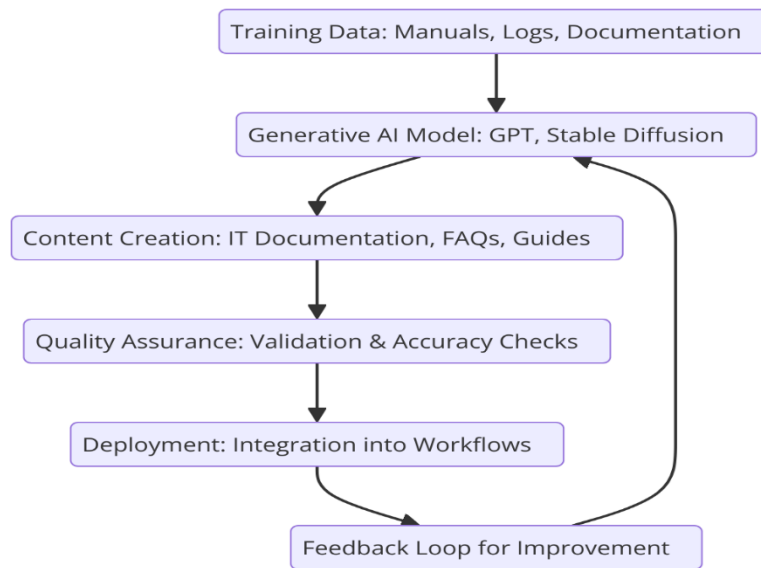 Training Data: Manuals, Logs, Documentation
Generative AI Model: GPT, Stable Diffusion
Content Creation: IT Documentation, FAQs, Guides
Quality Assurance: Validation & Accuracy Checks
Deployment: Integration into Workflows
Feedback Loop for Improvement